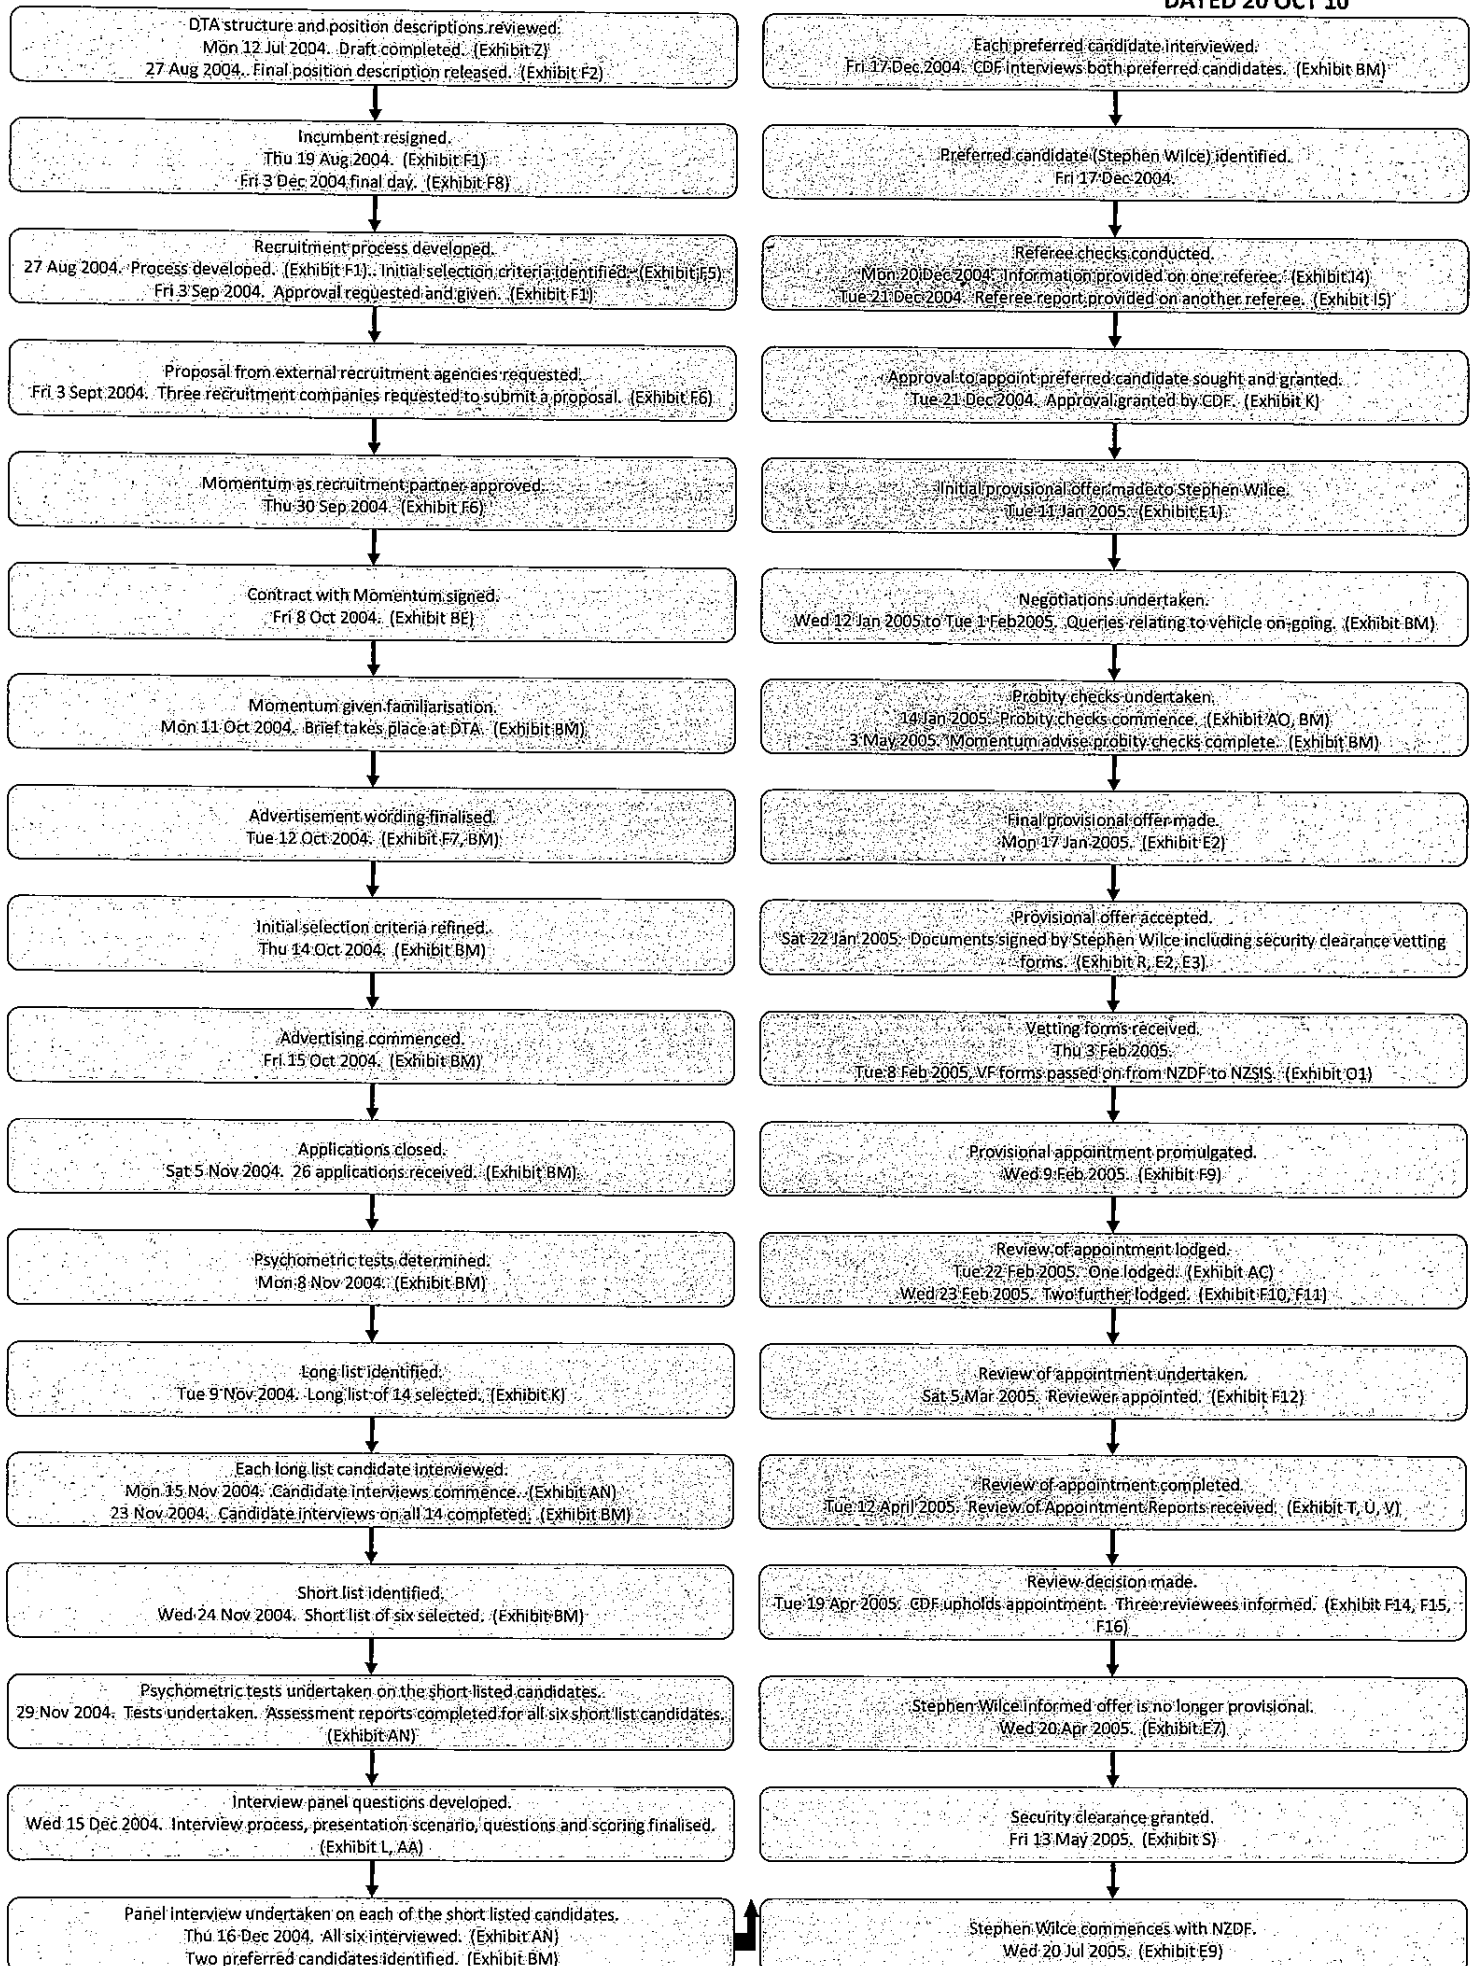 DATED 20 OCT 10
DTA structure and position descriptions reviewed.
Mon 12 Jul 2004. Draft completed. (Exhibit Z)
27 Aug 2004. Final position description released. (Exhibit F2)
Incumbent resigned.
Thu 19 Aug 2004. (Exhibit F1)
Fri 3 Dec 2004 final day. (Exhibit F8)
Recruitment process developed.
27 Aug 2004. Process developed. (Exhibit F1). Initial selection criteria identified. (Exhibit F5)
Fri 3 Sep 2004. Approval requested and given. (Exhibit F1)
Proposal from external recruitment agencies requested.
Fri 3 Sept 2004. Three recruitment companies requested to submit a proposal. (Exhibit F6)
Momentum as recruitment partner approved.
Thu 30 Sep 2004. (Exhibit F6)
Contract with Momentum signed.
Fri 8 Oct 2004. (Exhibit BE)
Momentum given familiarisation.
Mon 11 Oct 2004. Brief takes place at DTA. (Exhibit BM)
Advertisement wording finalised.
Tue 12 Oct 2004. (Exhibit F7, BM)
Initial selection criteria refined.
Thu 14 Oct 2004. (Exhibit BM)
Advertising commenced.
Fri 15 Oct 2004. (Exhibit BM)
Applications closed.
Sat 5 Nov 2004. 26 applications received. (Exhibit BM)
Psychometric tests determined.
Mon 8 Nov 2004. (Exhibit BM)
Long list identified.
Tue 9 Nov 2004. Long list of 14 selected. (Exhibit K)
Each long list candidate interviewed.
Mon 15 Nov 2004. Candidate interviews commence. (Exhibit AN)
23 Nov 2004. Candidate interviews on all 14 completed. (Exhibit BM)
Short list identified.
Wed 24 Nov 2004. Short list of six selected. (Exhibit BM)
Psychometric tests undertaken on the short listed candidates.
29 Nov 2004. Tests undertaken. Assessment reports completed for all six short list candidates.
(Exhibit AN)
Interview panel questions developed.
Wed 15 Dec 2004. Interview process, presentation scenario, questions and scoring finalised.
(Exhibit L, AA)
Panel interview undertaken on each of the short listed candidates.
Thu 16 Dec 2004. All six interviewed. (Exhibit AN)
Two preferred candidates identified. (Exhibit BM)
Each preferred candidate interviewed.
Fri 17 Dec 2004. CDF interviews both preferred candidates. (Exhibit BM)
Preferred candidate (Stephen Wilce) identified.
Fri 17 Dec 2004.
Referee checks conducted.
Mon 20 Dec 2004. Information provided on one referee. (Exhibit I4)
Tue 21 Dec 2004. Referee report provided on another referee. (Exhibit I5)
Approval to appoint preferred candidate sought and granted.
Tue 21 Dec 2004. Approval granted by CDF. (Exhibit K)
Initial provisional offer made to Stephen Wilce.
Tue 11 Jan 2005. (Exhibit E1)
Negotiations undertaken.
Wed 12 Jan 2005 to Tue 1 Feb 2005. Queries relating to vehicle on-going. (Exhibit BM)
Probity checks undertaken.
14 Jan 2005. Probity checks commence. (Exhibit AO, BM)
3 May 2005. Momentum advise probity checks complete. (Exhibit BM)
Final provisional offer made.
Mon 17 Jan 2005. (Exhibit E2)
Provisional offer accepted.
Sat 22 Jan 2005. Documents signed by Stephen Wilce including security clearance vetting
forms. (Exhibit R, E2, E3)
Vetting forms received.
Thu 3 Feb 2005.
Tue 8 Feb 2005, VF forms passed on from NZDF to NZSIS. (Exhibit O1)
Provisional appointment promulgated.
Wed 9 Feb 2005. (Exhibit F9)
Review of appointment lodged.
Tue 22 Feb 2005. One lodged. (Exhibit AC)
Wed 23 Feb 2005. Two further lodged. (Exhibit F10, F11)
Review of appointment undertaken.
Sat 5 Mar 2005. Reviewer appointed. (Exhibit F12)
Review of appointment completed.
Tue 12 April 2005. Review of Appointment Reports received. (Exhibit T, U, V)
Review decision made.
Tue 19 Apr 2005. CDF upholds appointment. Three reviewees informed. (Exhibit F14, F15,
F16)
Stephen Wilce informed offer is no longer provisional.
Wed 20 Apr 2005. (Exhibit E7)
Security clearance granted.
Fri 13 May 2005. (Exhibit S)
Stephen Wilce commences with NZDF.
Wed 20 Jul 2005. (Exhibit E9)